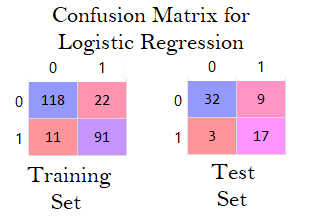 Confusion Matrix for
Logistic Regression
0 1
0 118 22
1 11 91
Training
Set
0 1
0 32 9
1 3 17
Test
Set